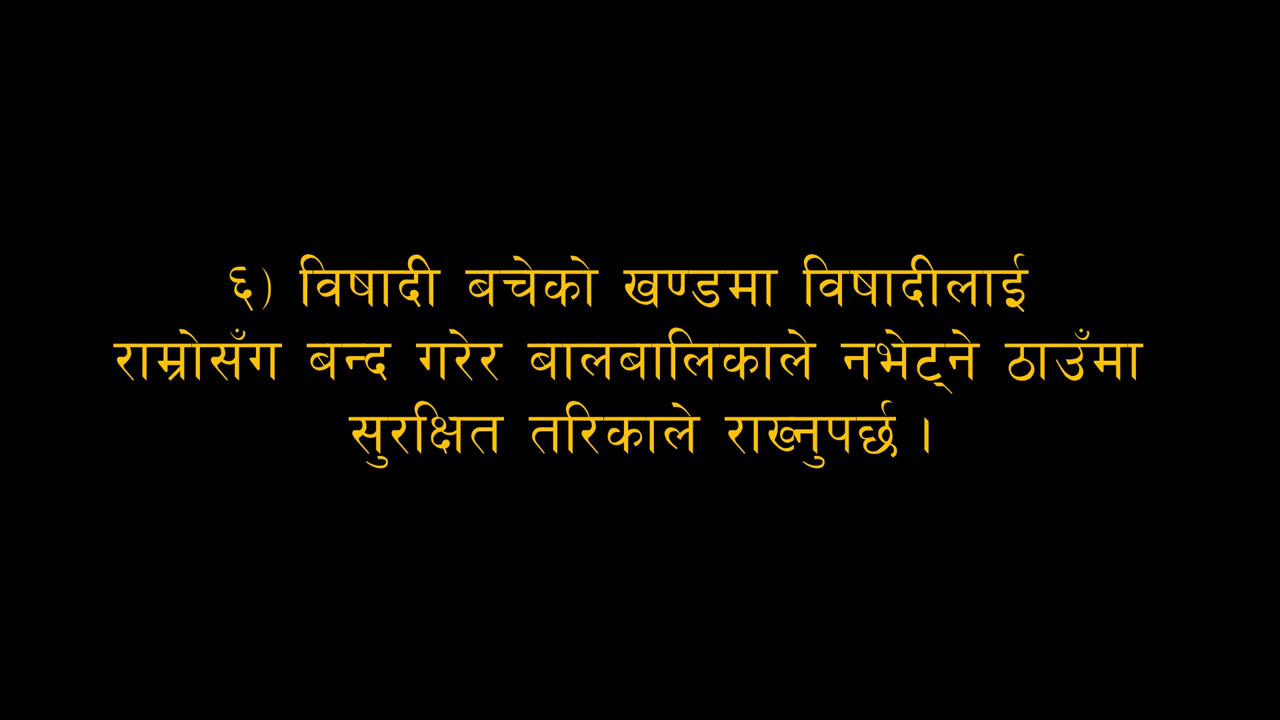 ६) विषादी बचेको खण्डमा विषादीलाई
राम्रोसँग बन्द गरेर बालबालिकाले नभेट्ने ठाउँमा
सुरक्षित तरिकाले राख्नुपर्छ ।